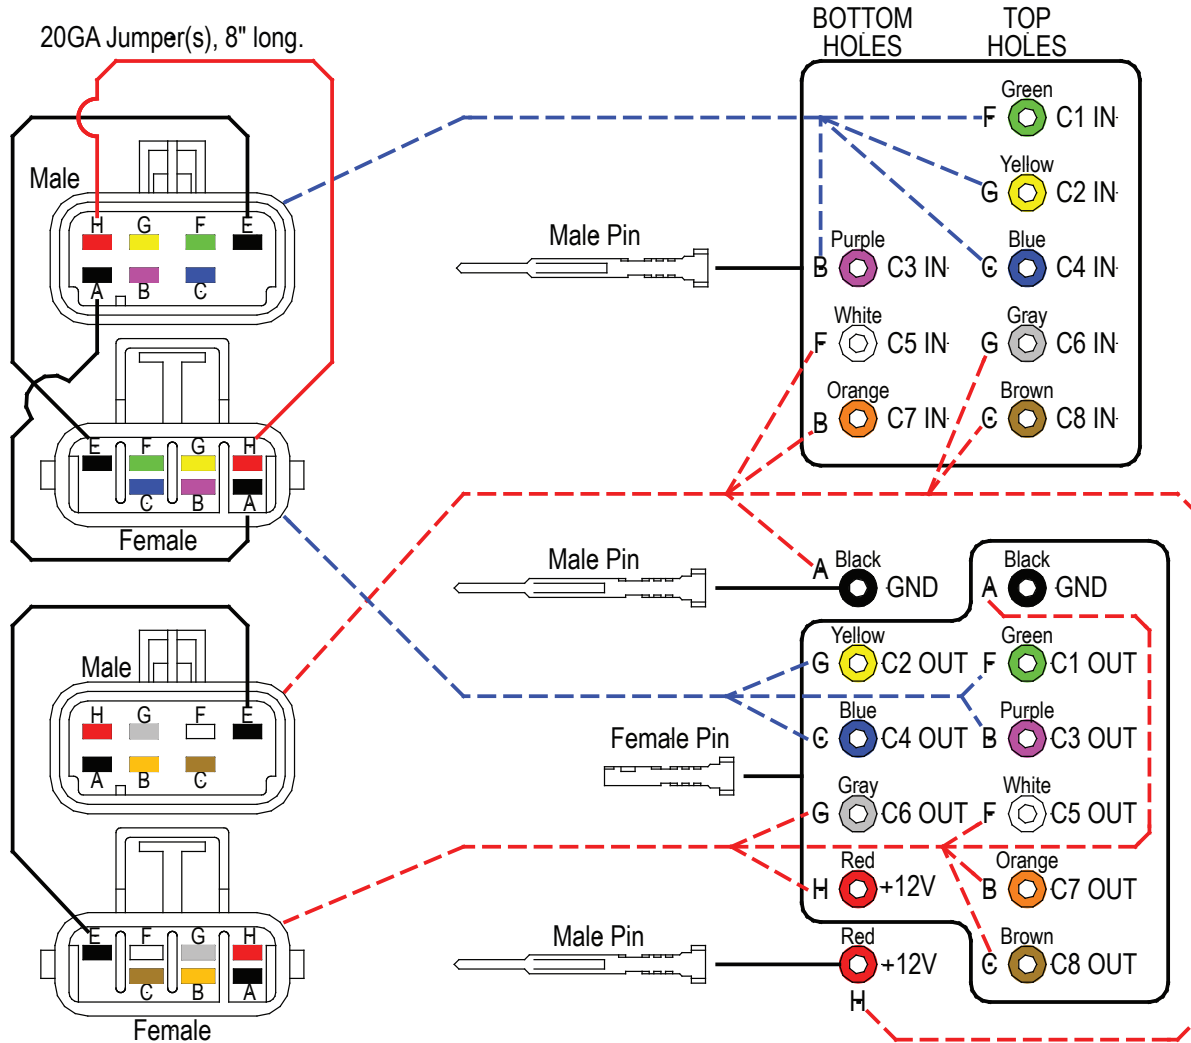 20GA Jumper(s), 8" long.
BOTTOM HOLES
TOP HOLES
Male
H G F E
A B C
E F G H
C B A
Female
Male
H G F E
A B C
E F G H
C B A
Female
Male Pin
Green
F C1 IN
Yellow
G C2 IN
Purple
B C3 IN
Blue
C C4 IN
White
F C5 IN
Gray
G C6 IN
Orange
B C7 IN
Brown
C C8 IN
Male Pin
Black
A GND
Black
A GND
Yellow
G C2 OUT
Green
F C1 OUT
Female Pin
Blue
C C4 OUT
Purple
B C3 OUT
Gray
G C6 OUT
White
F C5 OUT
Red
H +12V
Orange
B C7 OUT
Male Pin
Red
+12V
H
Brown
C C8 OUT